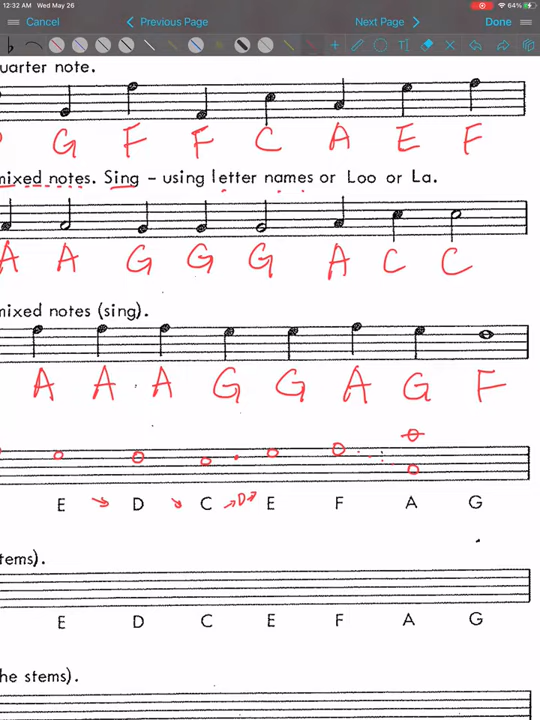 12:32 AM Wed May 26
64%
Cancel Previous Page Next Page Done
uarter note.
G F F C A E F
mixed notes. Sing – using letter names or Loo or La.
A A G G G A C C
mixed notes (sing).
A A A G G A G F
D
E D C E F A G
tems).
E D C E F A G
he stems).